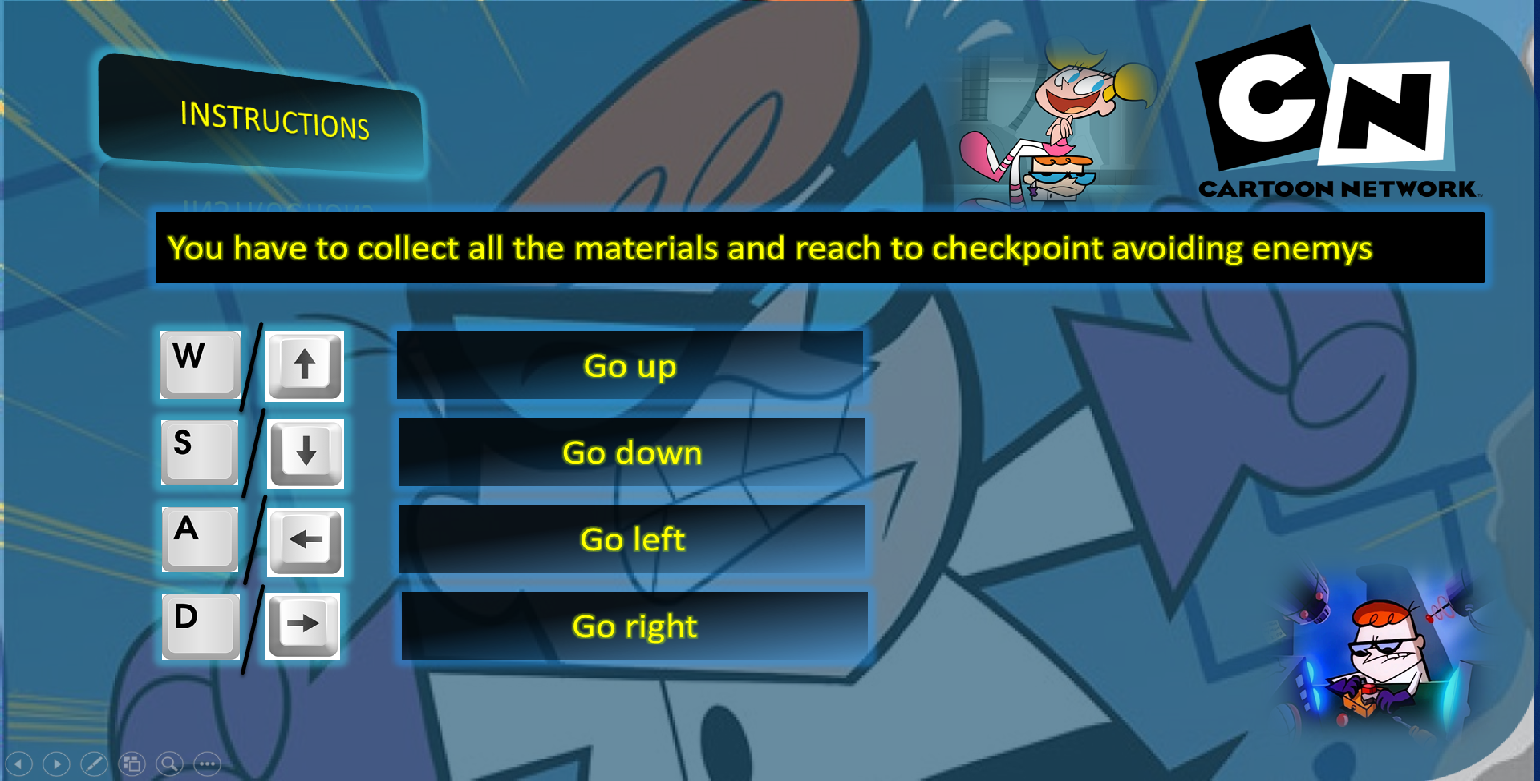 INSTRUCTIONS
CN
CARTOON NETWORK
You have to collect all the materials and reach to checkpoint avoiding enemys
W / ↑ Go up
S / ↓ Go down
A / ← Go left
D / → Go right